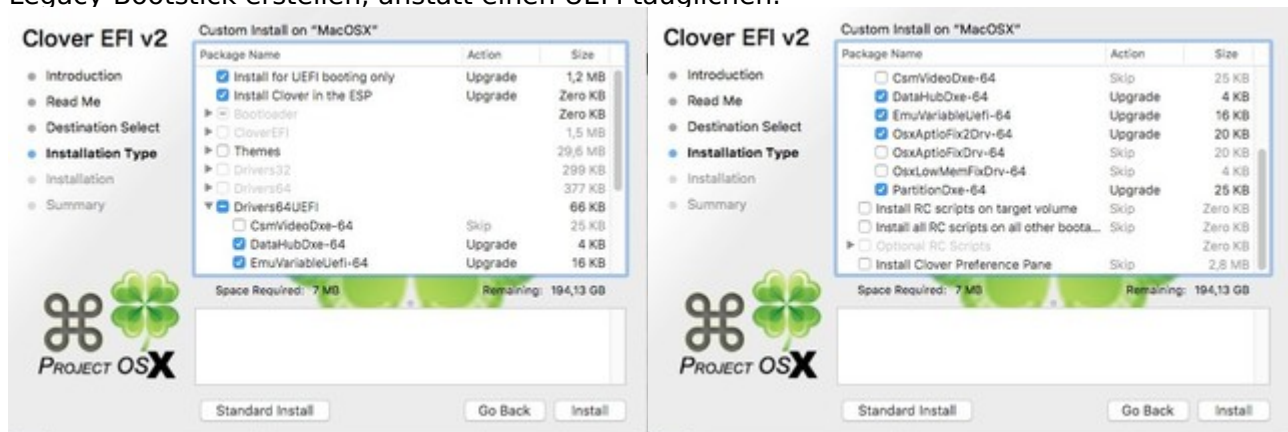 Legacy Bootstick erstellen, anstatt einen UEFI tauglichen.
Clover EFI v2
Custom Install on "MacOSX"
Package Name Action Size
Introduction
Read Me
Destination Select
Installation Type
Installation
Summary
Install for UEFI booting only Upgrade 1,2 MB
Install Clover in the ESP Upgrade Zero KB
Bootloader Zero KB
CloverEFI 1,5 MB
Themes 29,6 MB
Drivers32 299 KB
Drivers64 377 KB
Drivers64UEFI 66 KB
CsmVideoDxe-64 Skip 25 KB
DataHubDxe-64 Upgrade 4 KB
EmuVariableUefi-64 Upgrade 16 KB
Space Required: 7 MB Remaining: 194,13 GB
PROJECT OSX
Standard Install Go Back Install
Clover EFI v2
Custom Install on "MacOSX"
Package Name Action Size
Introduction
Read Me
Destination Select
Installation Type
Installation
Summary
CsmVideoDxe-64 Skip 25 KB
DataHubDxe-64 Upgrade 4 KB
EmuVariableUefi-64 Upgrade 16 KB
OsxAptioFix2Drv-64 Upgrade 20 KB
OsxAptioFixDrv-64 Skip 20 KB
OsxLowMemFixDrv-64 Skip 4 KB
PartitionDxe-64 Upgrade 25 KB
Install RC scripts on target volume Skip Zero KB
Install all RC scripts on all other boota... Skip Zero KB
Optional RC Scripts Zero KB
Install Clover Preference Pane Skip 2,8 MB
Space Required: 7 MB Remaining: 194,13 GB
PROJECT OSX
Standard Install Go Back Install